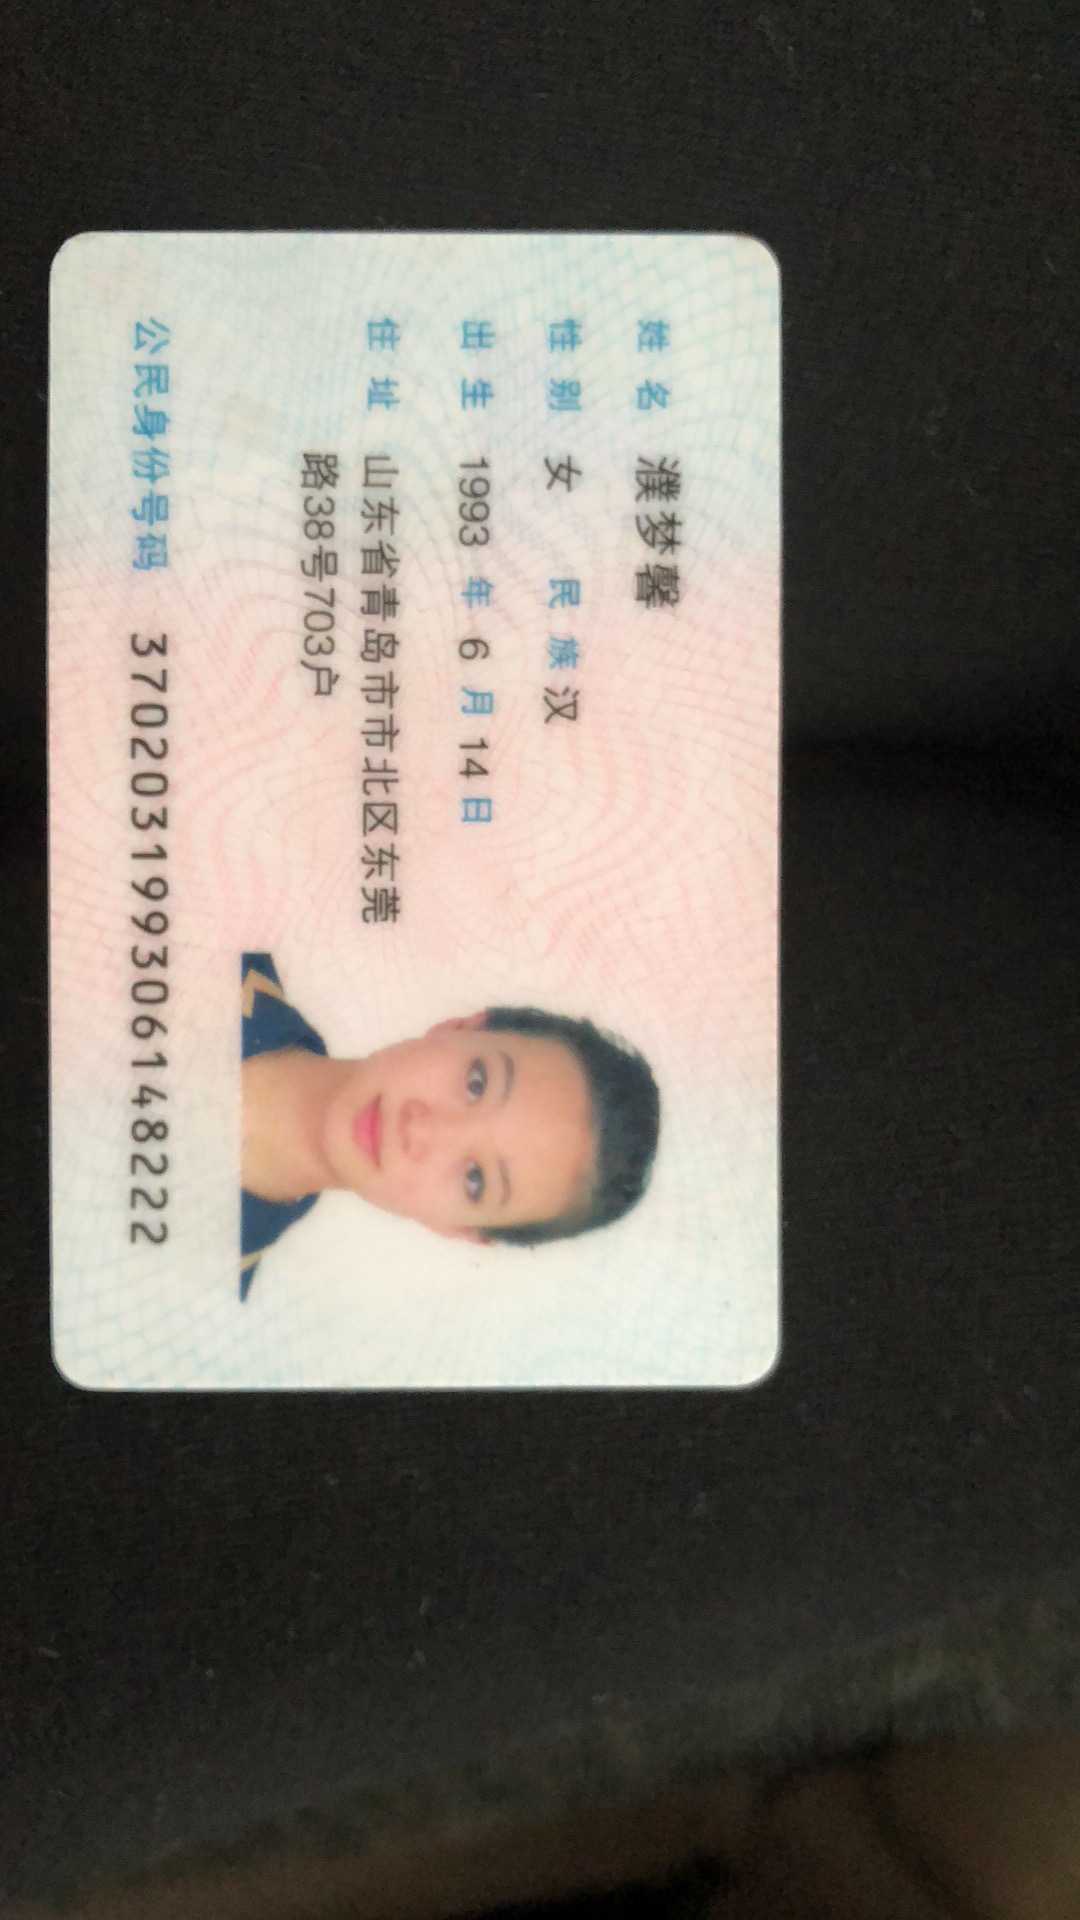 姓名 濮梦馨
性别 女 民族 汉
出生 1993 年 6 月 14 日
住址 山东省青岛市市北区东莞
路38号703户
公民身份号码 370203199306148222